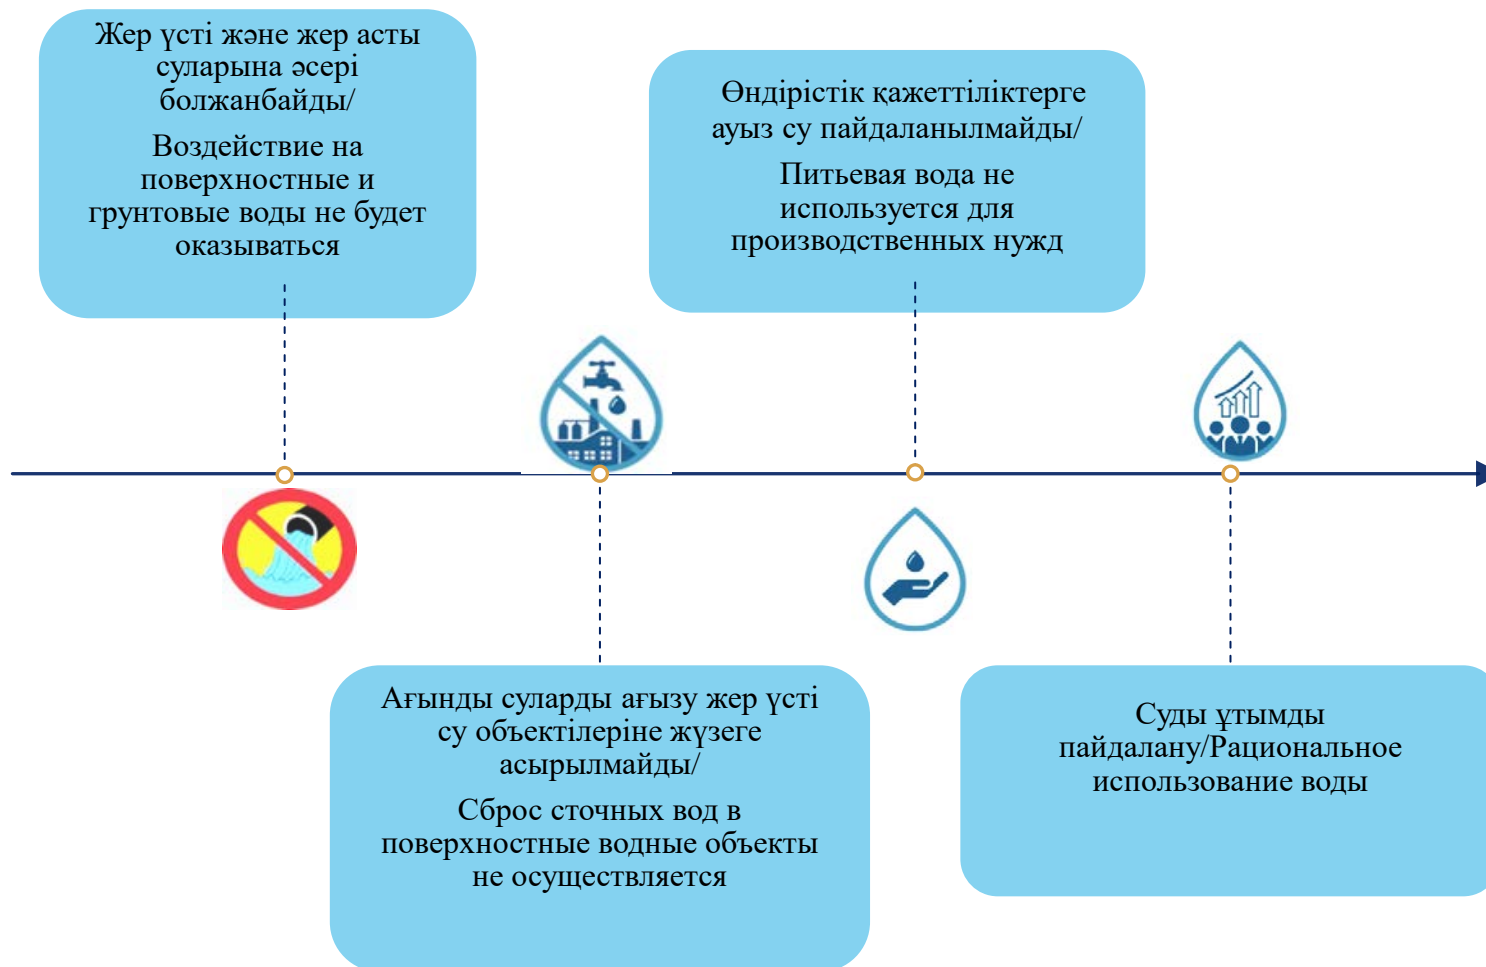 Жер үсті және жер асты
суларына әсері
болжанбайды/
Воздействие на
поверхностные и
грунтовые воды не будет
оказываться
Өндірістік қажеттіліктерге
ауыз су пайдаланылмайды/
Питьевая вода не
используется для
производственных нужд
Ағынды суларды ағызу жер үсті
су объектілеріне жүзеге
асырылмайды/
Сброс сточных вод в
поверхностные водные объекты
не осуществляется
Суды ұтымды
пайдалану/Рациональное
использование воды